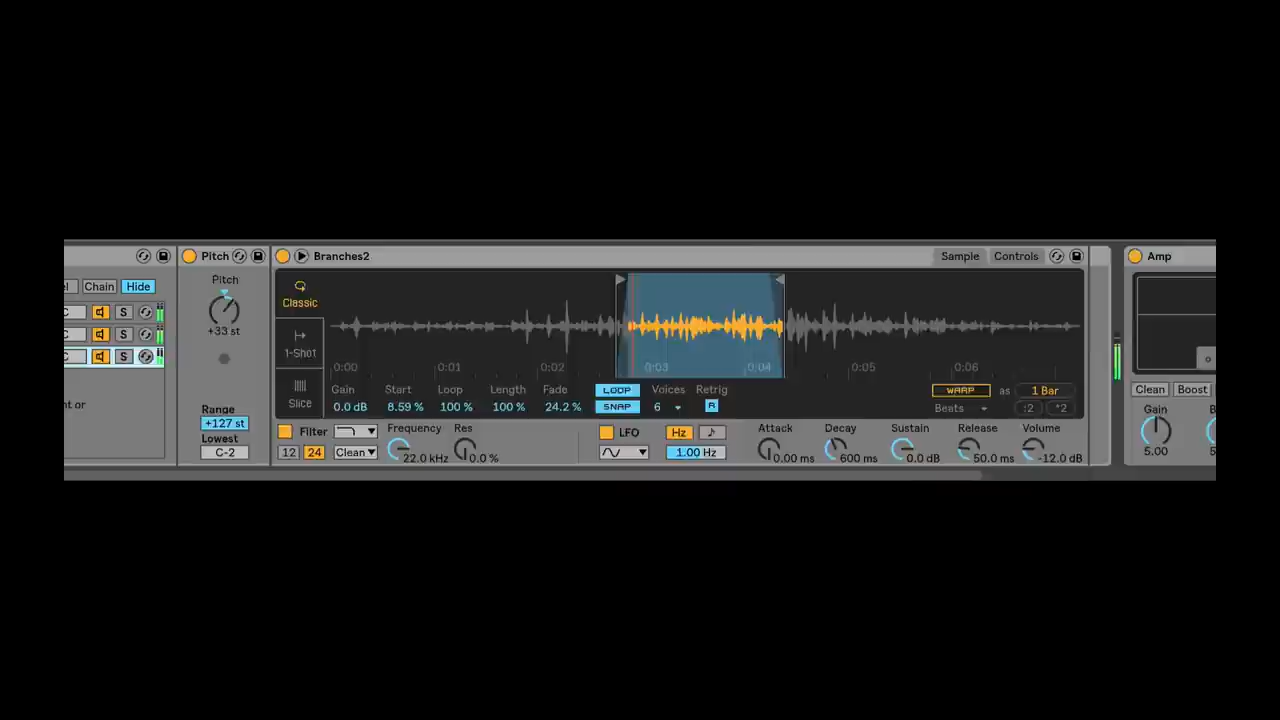 Pitch Branches2 Sample Controls Amp
Pitch
Chain Hide
Classic
C S
+33 st
C S
1-Shot
C S
0:00 0:01 0:02 0:03 0:04 0:05 0:06
Gain Start Loop Length Fade LOOP Voices Retrig WARP as 1 Bar
Slice
Clean Boost
nt or
Range
0.0 dB 8.59 % 100 % 100 % 24.2 % SNAP 6 R Beats :2 *2
Gain
+127 st
Lowest
Filter Frequency Res LFO Hz ♪ Attack Decay Sustain Release Volume
C-2
12 24 Clean 22.0 kHz 0.0 % 1.00 Hz 0.00 ms 600 ms 0.0 dB 50.0 ms -12.0 dB
5.00